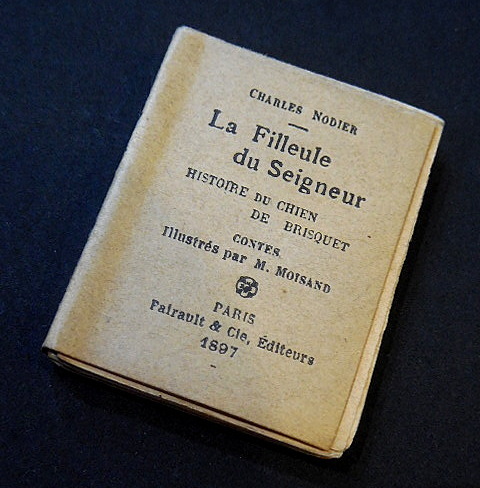 CHARLES NODIER
La Filleule
du Seigneur
HISTOIRE DU CHIEN
DE BRISQUET
CONTES
Illustrés par M. MOISAND
PARIS
Pairault & Cie, Éditeurs
1897